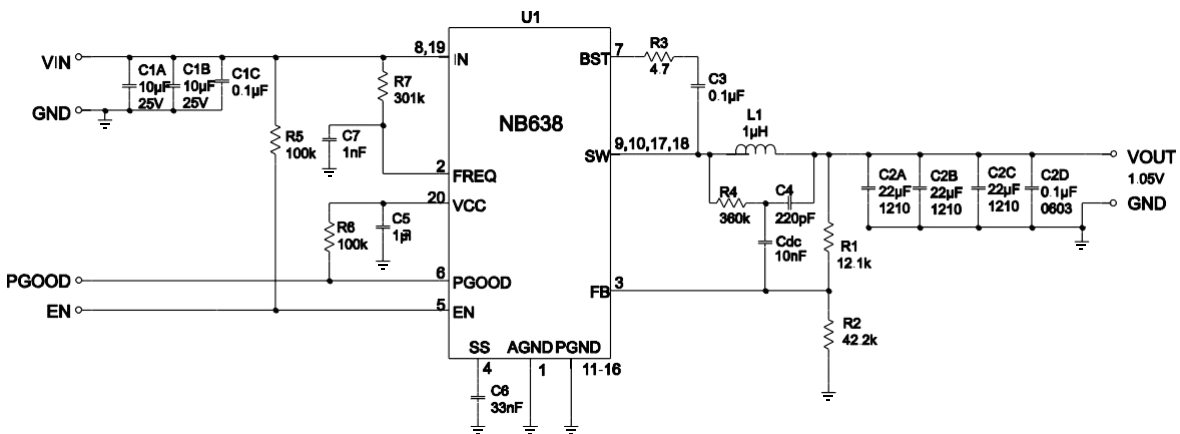 U1
NB638
VIN
GND
C1A
10µF
25V
C1B
10µF
25V
C1C
0.1µF
R5
100k
R7
301k
C7
1nF
8,19
IN
2
FREQ
20
VCC
C5
R6
100k
PGOOD
6
PGOOD
EN
5
EN
SS
4
C6
33nF
AGND
1
PGND
11-16
BST
7
R3
4.7
C3
0.1µF
SW
9,10,17,18
L1
1µH
R4
360k
C4
220pF
Cdc
10nF
FB
3
R1
12.1k
R2
42.2k
C2A
22µF
1210
C2B
22µF
1210
C2C
22µF
1210
C2D
0.1µF
0603
VOUT
1.05V
GND